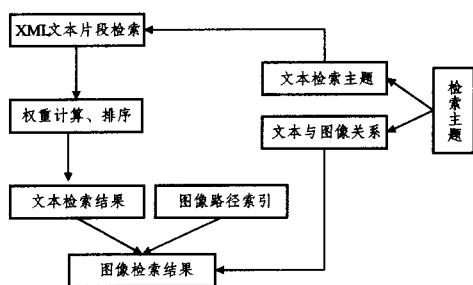 XML文本片段检索
文本检索主题
检索主题
权重计算、排序
文本与图像关系
文本检索结果
图像路径索引
图像检索结果